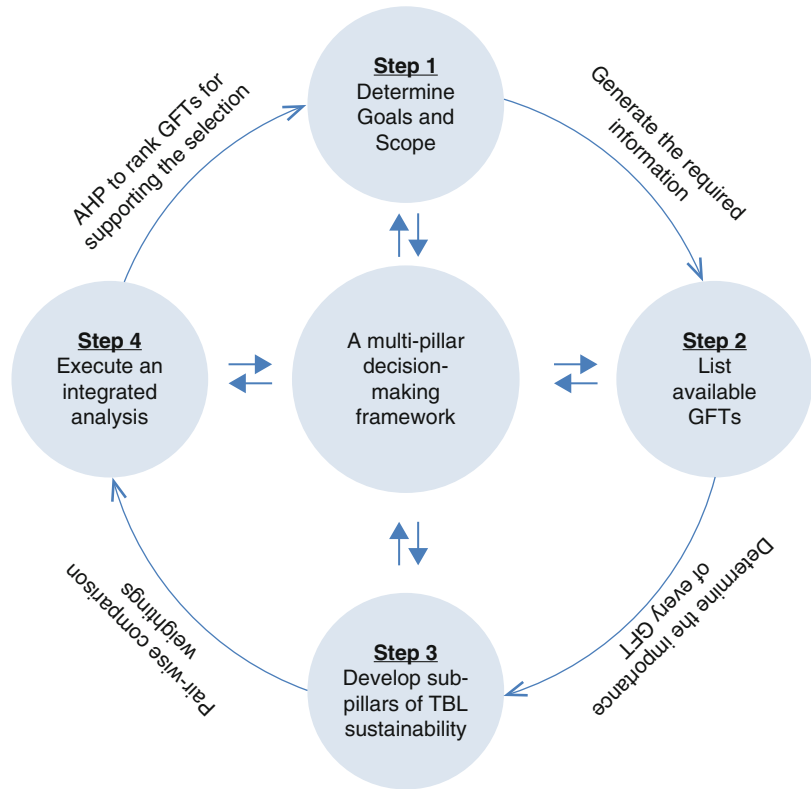 Step 1
Determine
Goals and
Scope
Generate the required
information
Step 2
List
available
GFTs
Determine the importance
of every GFT
Step 3
Develop sub-
pillars of TBL
sustainability
Pair-wise comparison
weightings
Step 4
Execute an
integrated
analysis
AHP to rank GFTs for
supporting the selection
A multi-pillar
decision-
making
framework